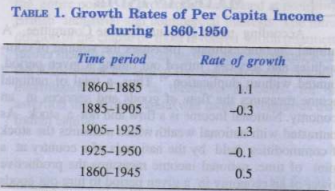 TABLE 1. Growth Rates of Per Capita Income
during 1860-1950
Time period Rate of growth
1860–1885 1.1
1885–1905 –0.3
1905–1925 1.3
1925–1950 –0.1
1860–1945 0.5